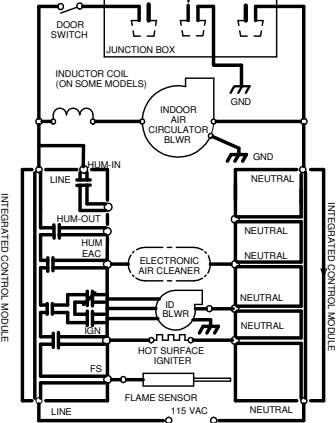 DOOR
SWITCH
JUNCTION BOX
INDUCTOR COIL
(ON SOME MODELS)
GND
INDOOR
AIR
CIRCULATOR
BLWR
GND
HUM-IN
LINE
NEUTRAL
HUM-OUT
NEUTRAL
HUM
EAC
ELECTRONIC
AIR CLEANER
NEUTRAL
INTEGRATED CONTROL MODULE
INTEGRATED CONTROL MODULE
ID
BLWR
NEUTRAL
IGN
NEUTRAL
HOT SURFACE
IGNITER
FS
FLAME SENSOR
LINE
115 VAC
NEUTRAL